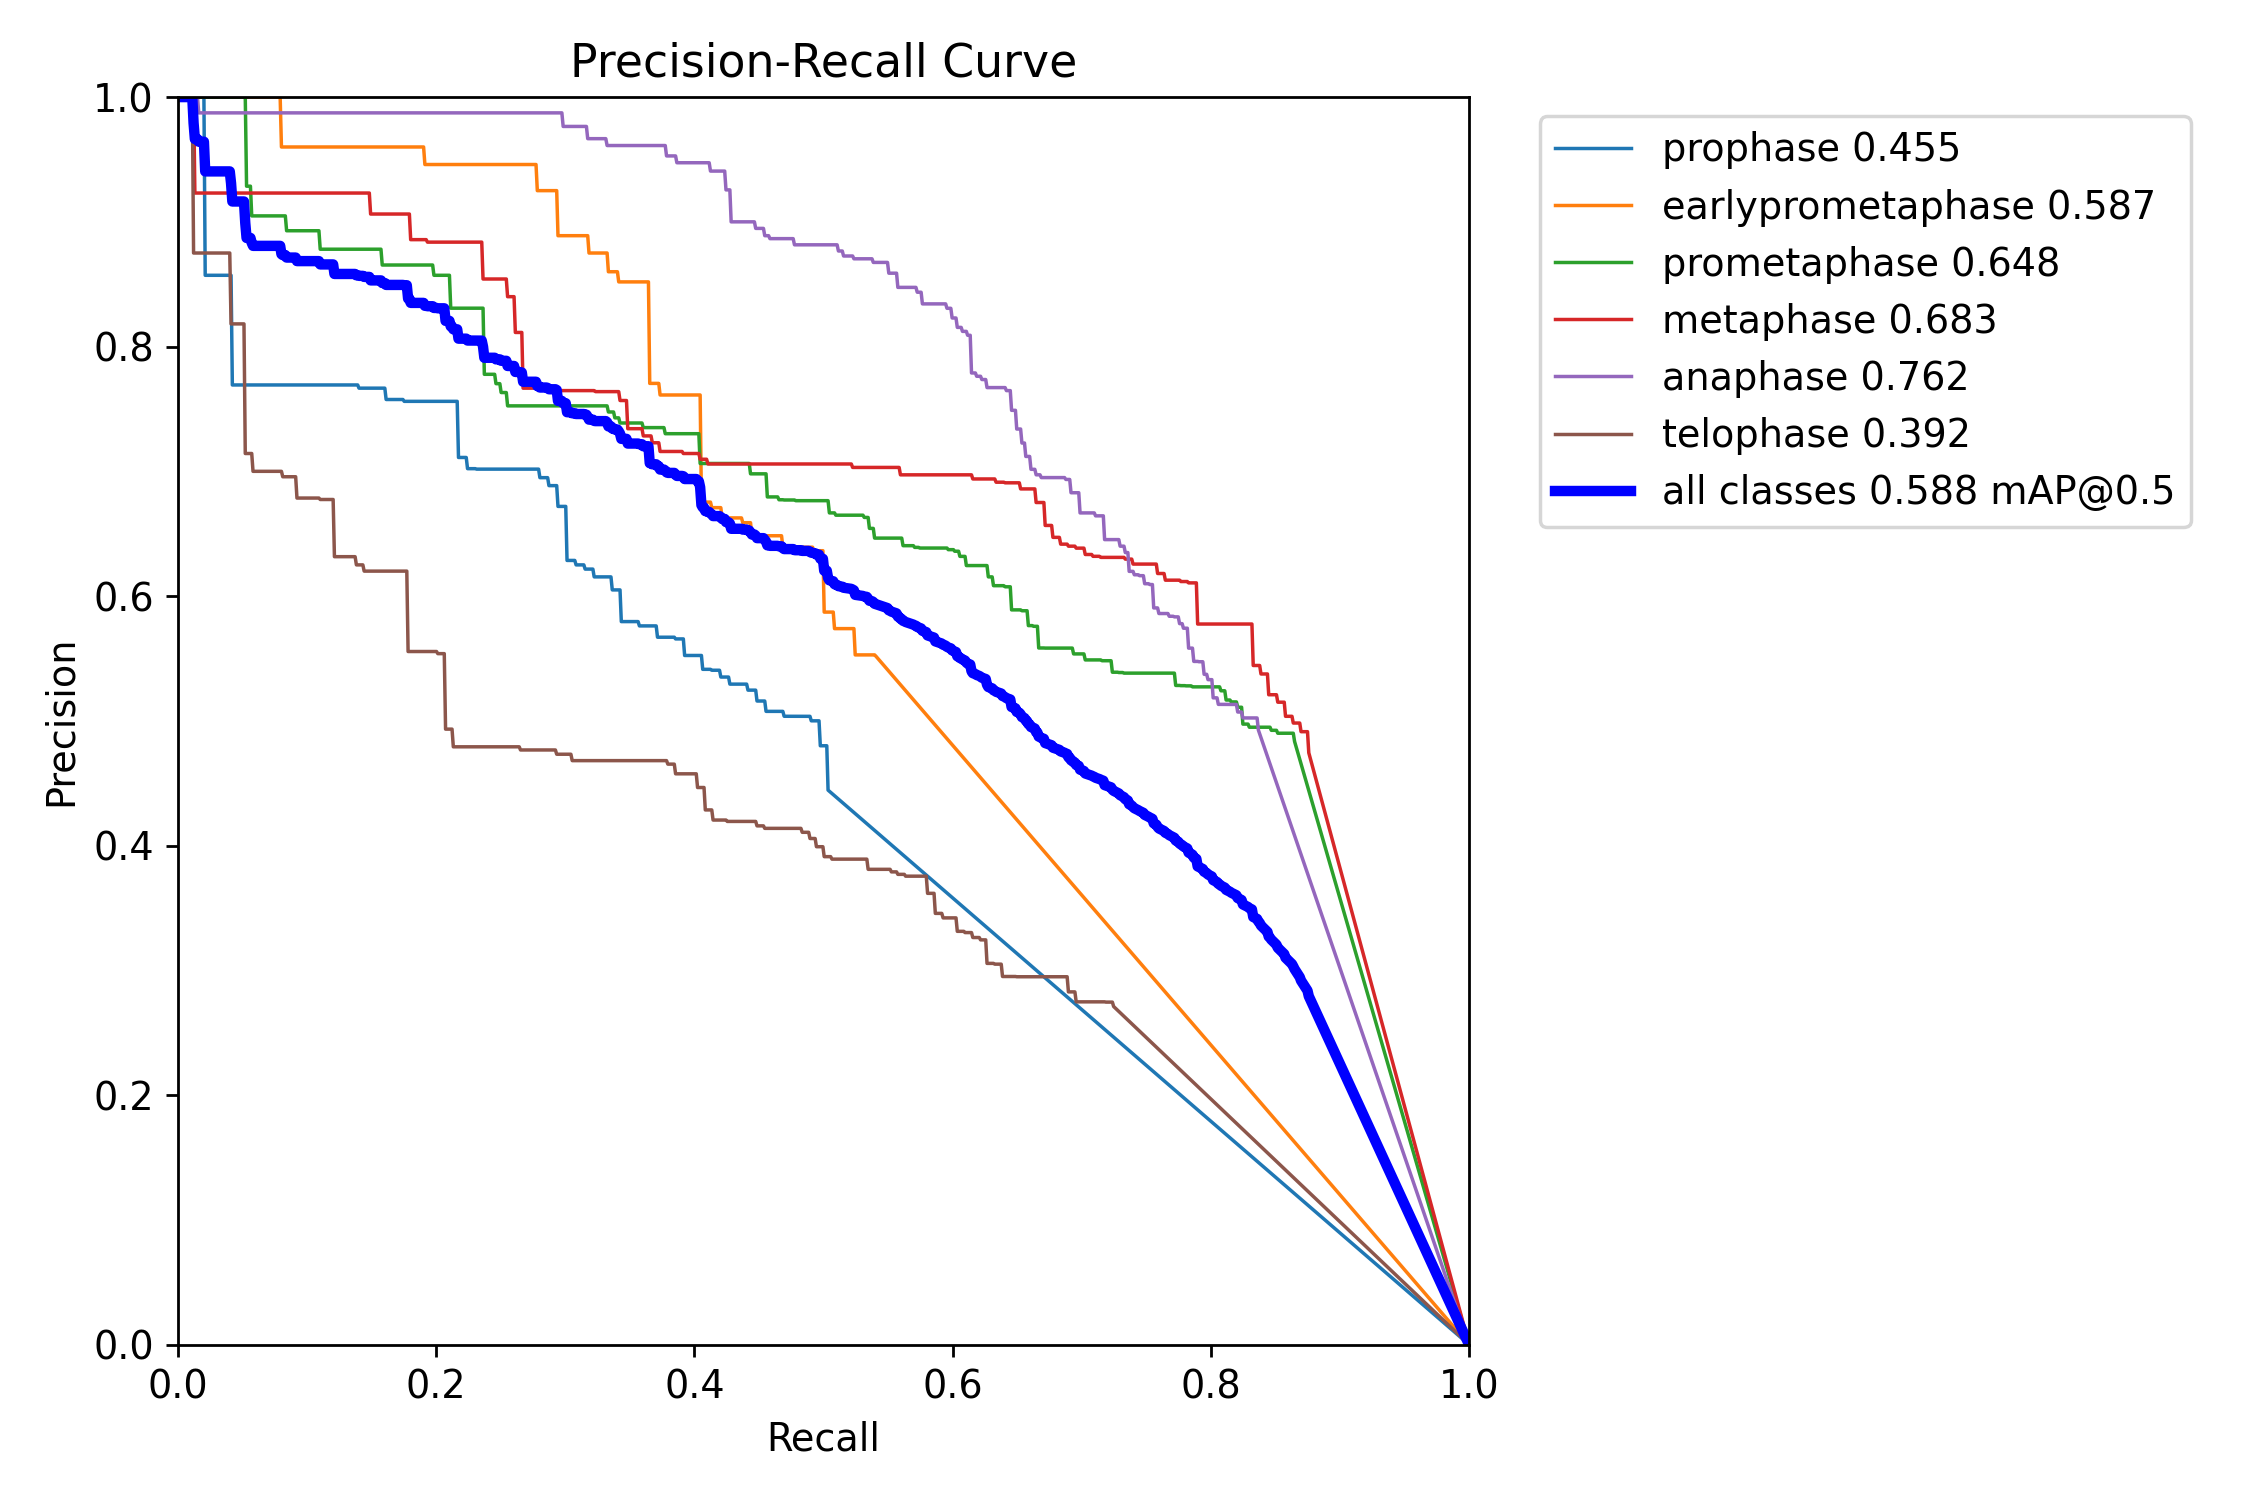 Precision-Recall Curve
1.0
0.8
0.6
0.4
0.2
0.0
Precision
0.0 0.2 0.4 0.6 0.8 1.0
Recall
prophase 0.455
earlyprometaphase 0.587
prometaphase 0.648
metaphase 0.683
anaphase 0.762
telophase 0.392
all classes 0.588 mAP@0.5